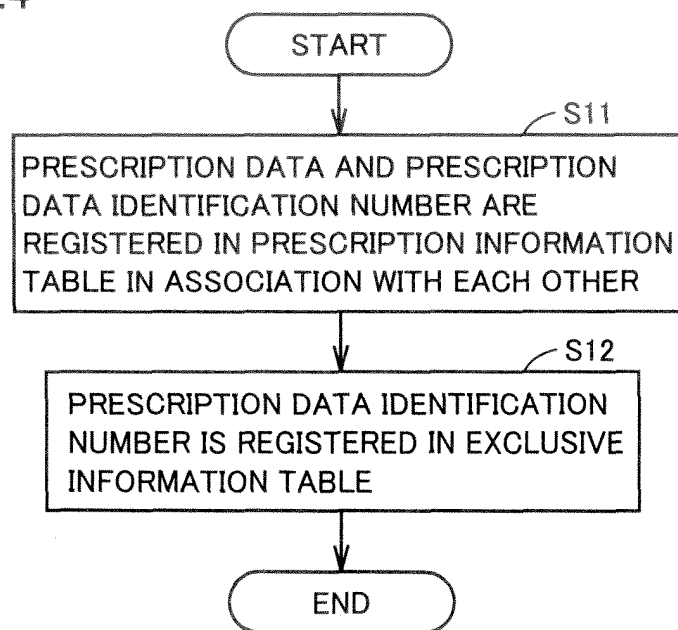 START
S11
PRESCRIPTION DATA AND PRESCRIPTION
DATA IDENTIFICATION NUMBER ARE
REGISTERED IN PRESCRIPTION INFORMATION
TABLE IN ASSOCIATION WITH EACH OTHER
S12
PRESCRIPTION DATA IDENTIFICATION
NUMBER IS REGISTERED IN EXCLUSIVE
INFORMATION TABLE
END